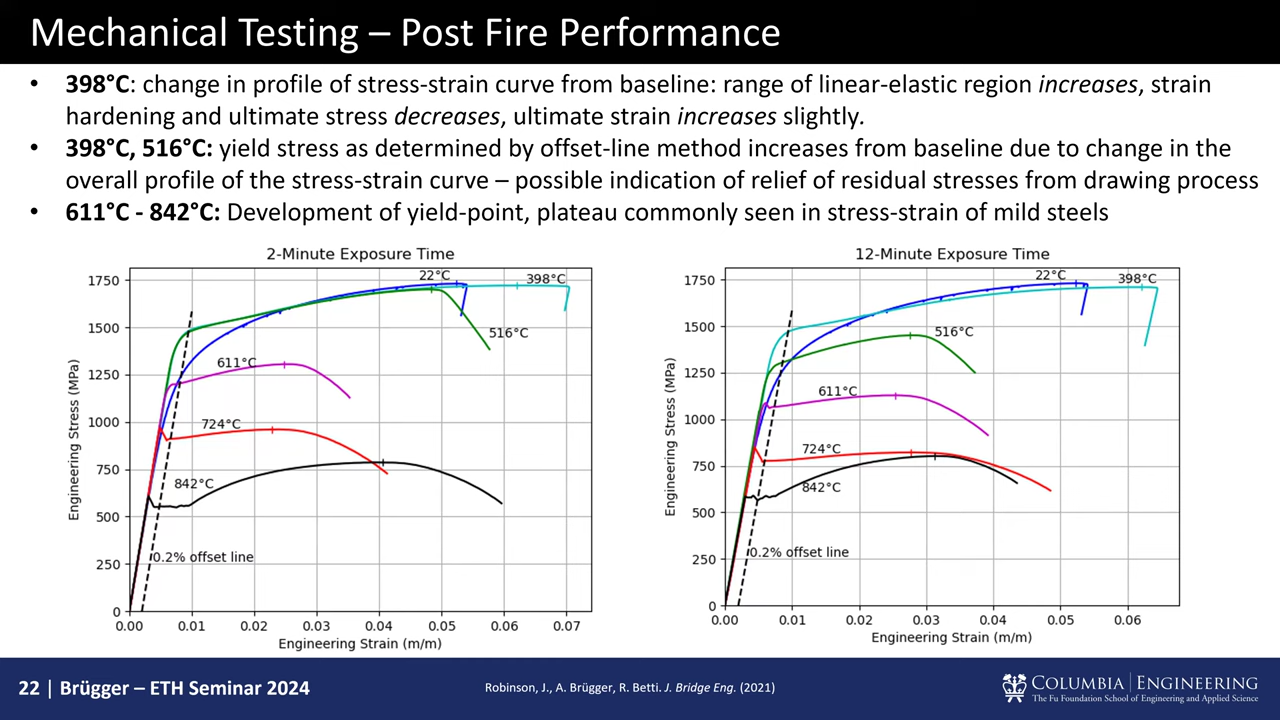 Mechanical Testing – Post Fire Performance
• 398°C: change in profile of stress-strain curve from baseline: range of linear-elastic region increases, strain
hardening and ultimate stress decreases, ultimate strain increases slightly.
• 398°C, 516°C: yield stress as determined by offset-line method increases from baseline due to change in the
overall profile of the stress-strain curve – possible indication of relief of residual stresses from drawing process
• 611°C - 842°C: Development of yield-point, plateau commonly seen in stress-strain of mild steels
2-Minute Exposure Time
Engineering Stress (MPa)
1750
1500
1250
1000
750
500
250
0
22°C
398°C
516°C
611°C
724°C
842°C
0.2% offset line
0.00 0.01 0.02 0.03 0.04 0.05 0.06 0.07
Engineering Strain (m/m)
12-Minute Exposure Time
Engineering Stress (MPa)
1750
1500
1250
1000
750
500
250
0
22°C
398°C
516°C
611°C
724°C
842°C
0.2% offset line
0.00 0.01 0.02 0.03 0.04 0.05 0.06
Engineering Strain (m/m)
22 | Brügger – ETH Seminar 2024
Robinson, J., A. Brügger, R. Betti. J. Bridge Eng. (2021)
COLUMBIA | ENGINEERING
The Fu Foundation School of Engineering and Applied Science